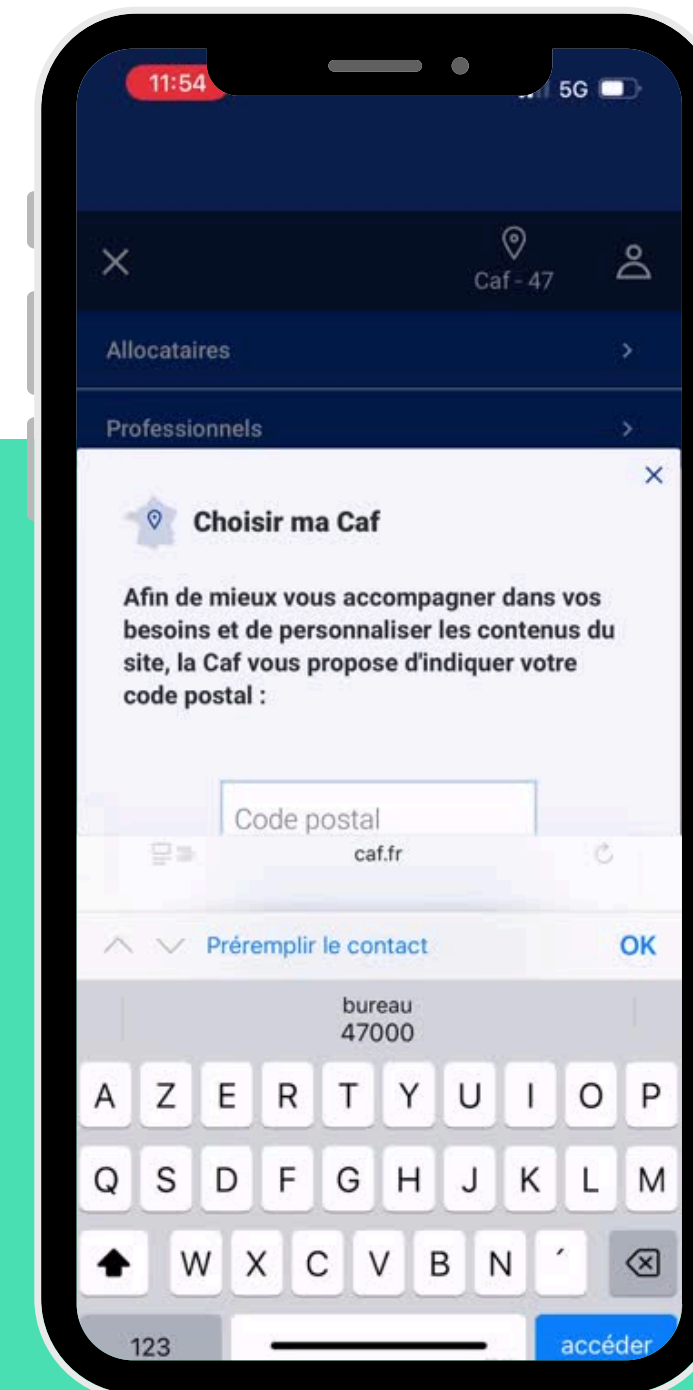 11:54
5G
Caf - 47
Allocataires
Professionnels
Choisir ma Caf
Afin de mieux vous accompagner dans vos
besoins et de personnaliser les contenus du
site, la Caf vous propose d'indiquer votre
code postal :
Code postal
caf.fr
Préremplir le contact
OK
bureau
47000
A Z E R T Y U I O P
Q S D F G H J K L M
W X C V B N ´
123
accéder